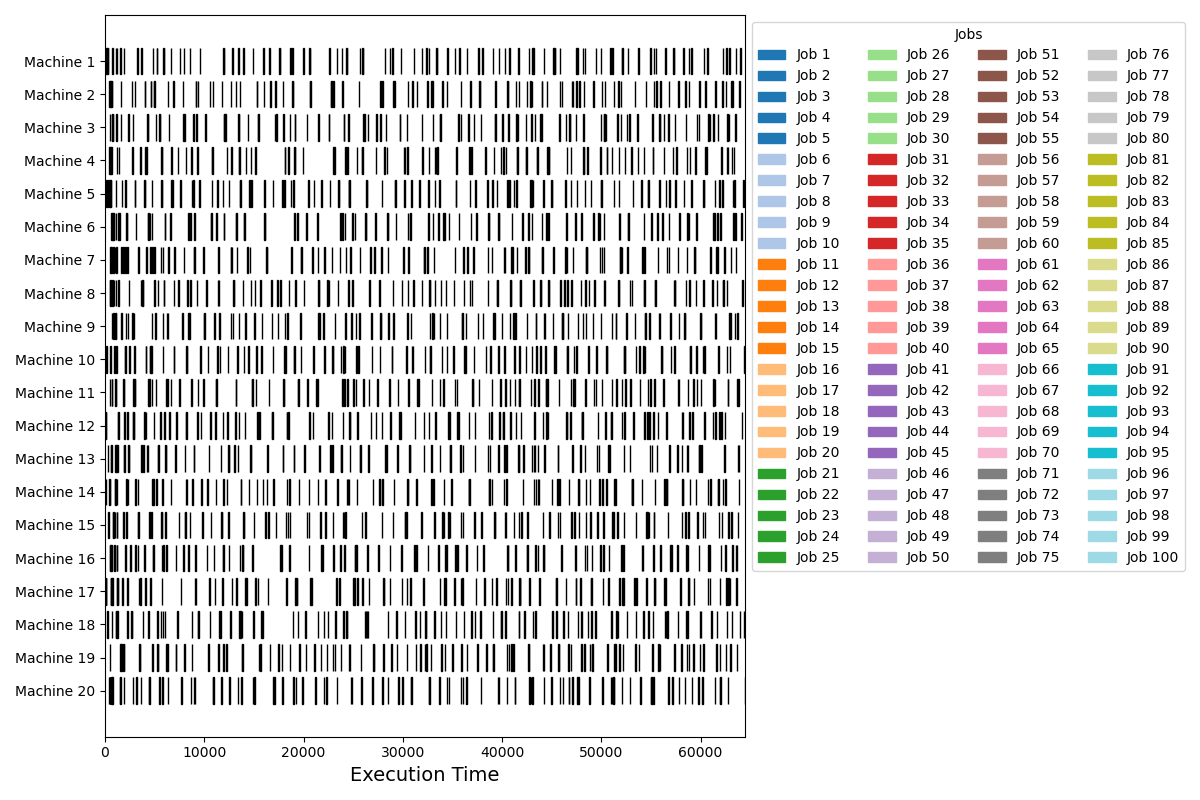 Machine 1
Machine 2
Machine 3
Machine 4
Machine 5
Machine 6
Machine 7
Machine 8
Machine 9
Machine 10
Machine 11
Machine 12
Machine 13
Machine 14
Machine 15
Machine 16
Machine 17
Machine 18
Machine 19
Machine 20
0 10000 20000 30000 40000 50000 60000
Execution Time
Jobs
Job 1
Job 2
Job 3
Job 4
Job 5
Job 6
Job 7
Job 8
Job 9
Job 10
Job 11
Job 12
Job 13
Job 14
Job 15
Job 16
Job 17
Job 18
Job 19
Job 20
Job 21
Job 22
Job 23
Job 24
Job 25
Job 26
Job 27
Job 28
Job 29
Job 30
Job 31
Job 32
Job 33
Job 34
Job 35
Job 36
Job 37
Job 38
Job 39
Job 40
Job 41
Job 42
Job 43
Job 44
Job 45
Job 46
Job 47
Job 48
Job 49
Job 50
Job 51
Job 52
Job 53
Job 54
Job 55
Job 56
Job 57
Job 58
Job 59
Job 60
Job 61
Job 62
Job 63
Job 64
Job 65
Job 66
Job 67
Job 68
Job 69
Job 70
Job 71
Job 72
Job 73
Job 74
Job 75
Job 76
Job 77
Job 78
Job 79
Job 80
Job 81
Job 82
Job 83
Job 84
Job 85
Job 86
Job 87
Job 88
Job 89
Job 90
Job 91
Job 92
Job 93
Job 94
Job 95
Job 96
Job 97
Job 98
Job 99
Job 100